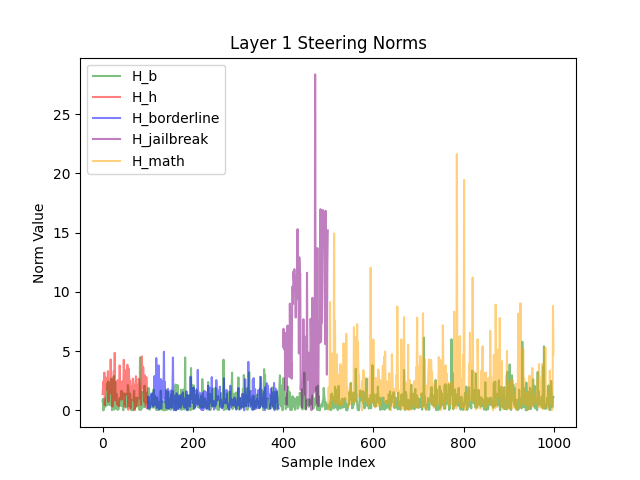 Layer 1 Steering Norms
H_b
H_h
H_borderline
H_jailbreak
H_math
Norm Value
25
20
15
10
5
0
0 200 400 600 800 1000
Sample Index